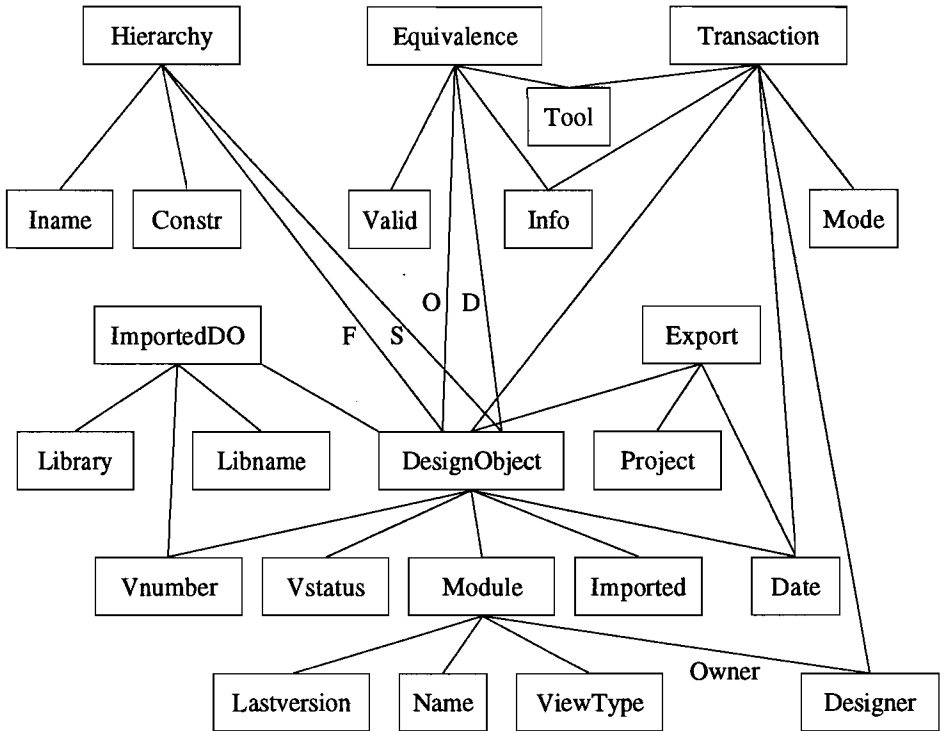 Hierarchy
Equivalence
Transaction
Tool
Iname
Constr
Valid
Info
Mode
O
D
ImportedDO
F
S
Export
Library
Libname
DesignObject
Project
Vnumber
Vstatus
Module
Imported
Date
Owner
Lastversion
Name
ViewType
Designer